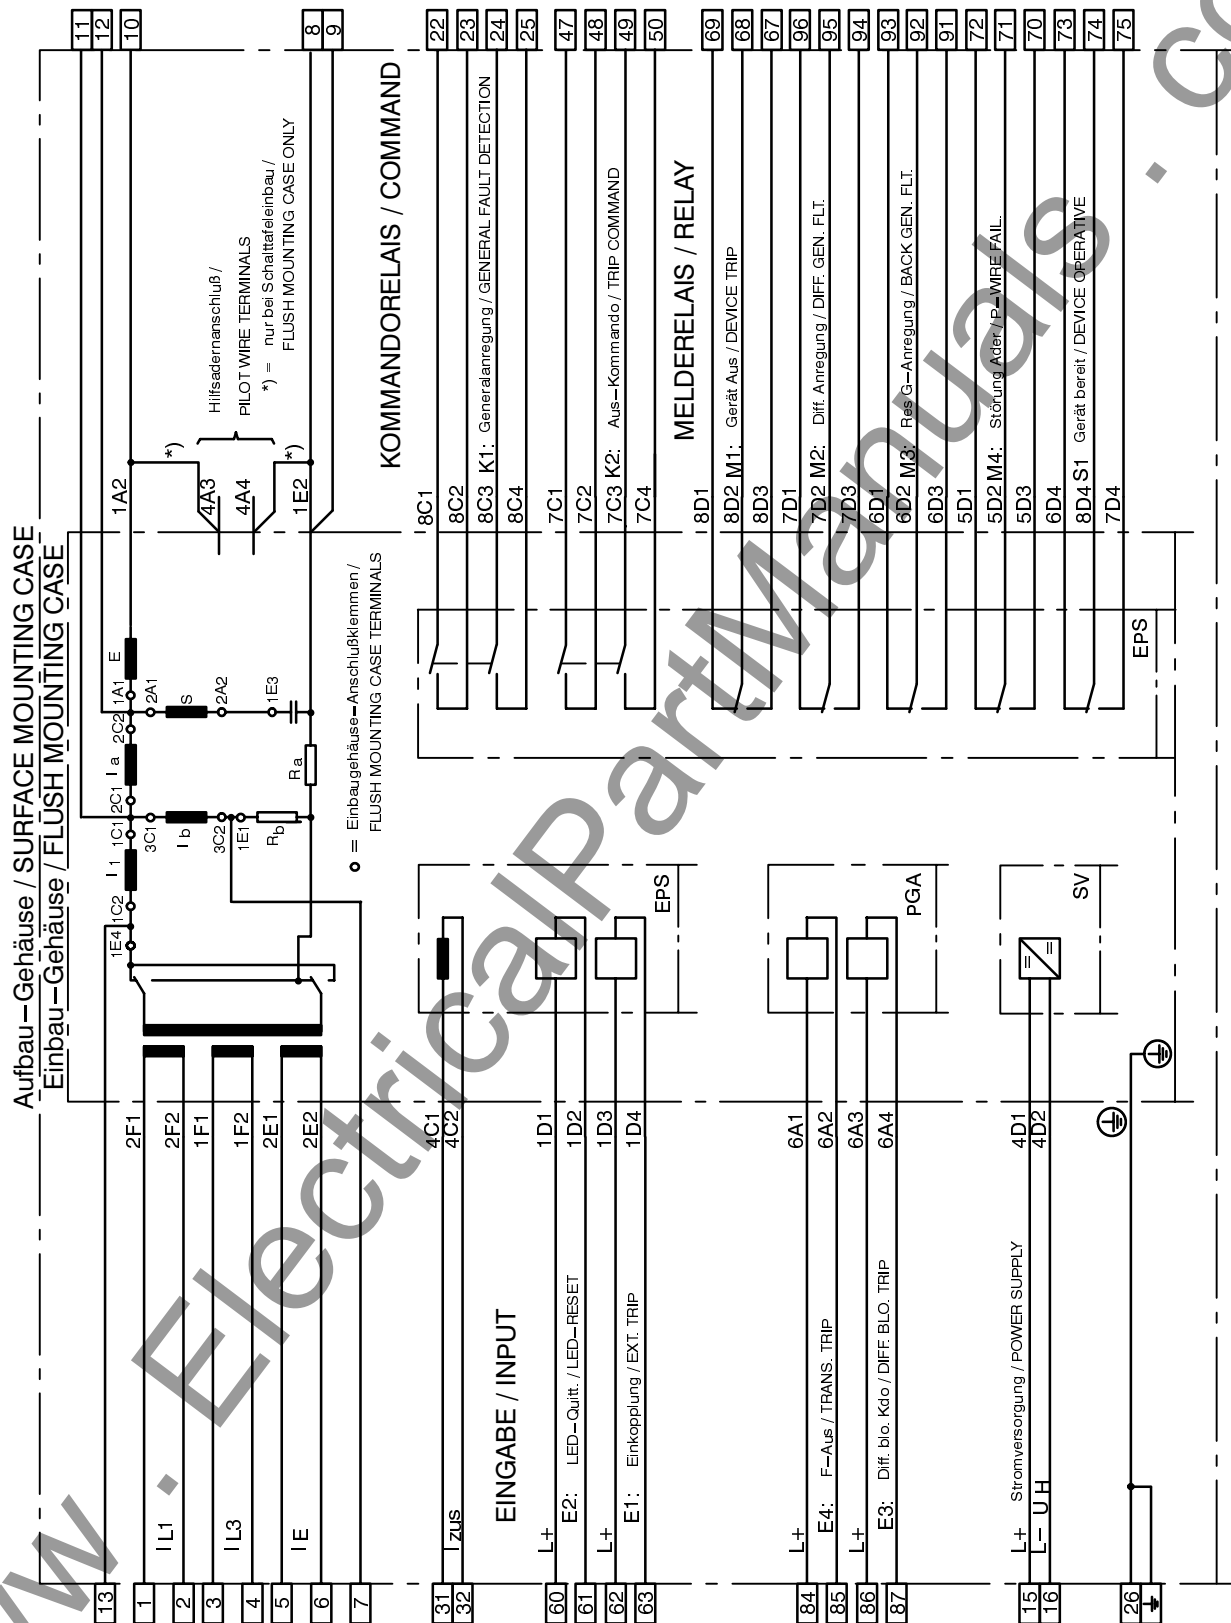 Aufbau–Gehäuse / SURFACE MOUNTING CASE
Einbau–Gehäuse / FLUSH MOUNTING CASE
11
12
10
8
9
22
23
24
25
47
48
49
50
69
68
67
96
95
94
93
92
91
72
71
70
73
74
75
1A2
*)
4A3
4A4
*)
1E2
Hilfsadernanschluß /
PILOT WIRE TERMINALS
*) = nur bei Schalttafeleinbau /
FLUSH MOUNTING CASE ONLY
KOMMANDORELAIS / COMMAND
8C1
8C2
8C3 K1: Generalanregung / GENERAL FAULT DETECTION
8C4
7C1
7C2
7C3 K2: Aus–Kommando / TRIP COMMAND
7C4
MELDERELAIS / RELAY
8D1
8D2 M1: Gerät Aus / DEVICE TRIP
8D3
7D1
7D2 M2: Diff. Anregung / DIFF. GEN. FLT.
7D3
6D1
6D2 M3: Res G–Anregung / BACK GEN. FLT.
6D3
5D1
5D2 M4: Störung Ader / P–WIRE FAIL.
5D3
6D4
8D4 S1 Gerät bereit / DEVICE OPERATIVE
7D4
1E4
1C2
I 1
1C1
2C1
I a
2C2
1A1
E
3C1
I b
3C2
1E1
Rb
2A1
S
2A2
1E3
Ra
o = Einbaugehäuse–Anschlußklemmen /
FLUSH MOUNTING CASE TERMINALS
EPS
EPS
PGA
SV
=
=
2F1
2F2
1F1
1F2
2E1
2E2
4C1
4C2
1D1
1D2
1D3
1D4
6A1
6A2
6A3
6A4
4D1
4D2
I L1
I L3
I E
I zus
EINGABE / INPUT
L+
E2: LED–Quitt. / LED–RESET
L+
E1: Einkopplung / EXT. TRIP
L+
E4: F–Aus / TRANS. TRIP
L+
E3: Diff. blo. Kdo / DIFF. BLO. TRIP
L+ Stromversorgung / POWER SUPPLY
L– U H
13
1
2
3
4
5
6
7
31
32
60
61
62
63
84
85
86
87
15
16
26
w . ElectricalPartManuals . co